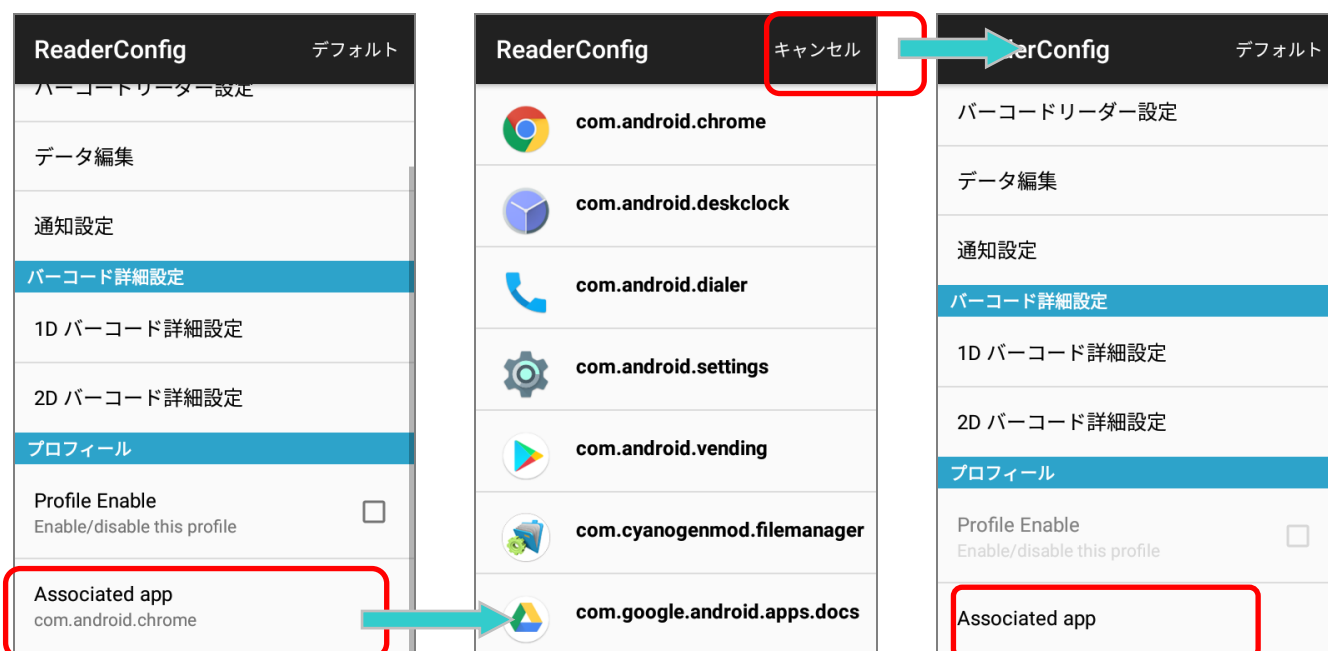 ReaderConfig
デフォルト
バーコードリーダー設定
データ編集
通知設定
バーコード詳細設定
1D バーコード詳細設定
2D バーコード詳細設定
プロフィール
Profile Enable
Enable/disable this profile
Associated app
com.android.chrome
ReaderConfig
キャンセル
com.android.chrome
com.android.deskclock
com.android.dialer
com.android.settings
com.android.vending
com.cyanogenmod.filemanager
com.google.android.apps.docs
erConfig
デフォルト
バーコードリーダー設定
データ編集
通知設定
バーコード詳細設定
1D バーコード詳細設定
2D バーコード詳細設定
プロフィール
Profile Enable
Enable/disable this profile
Associated app